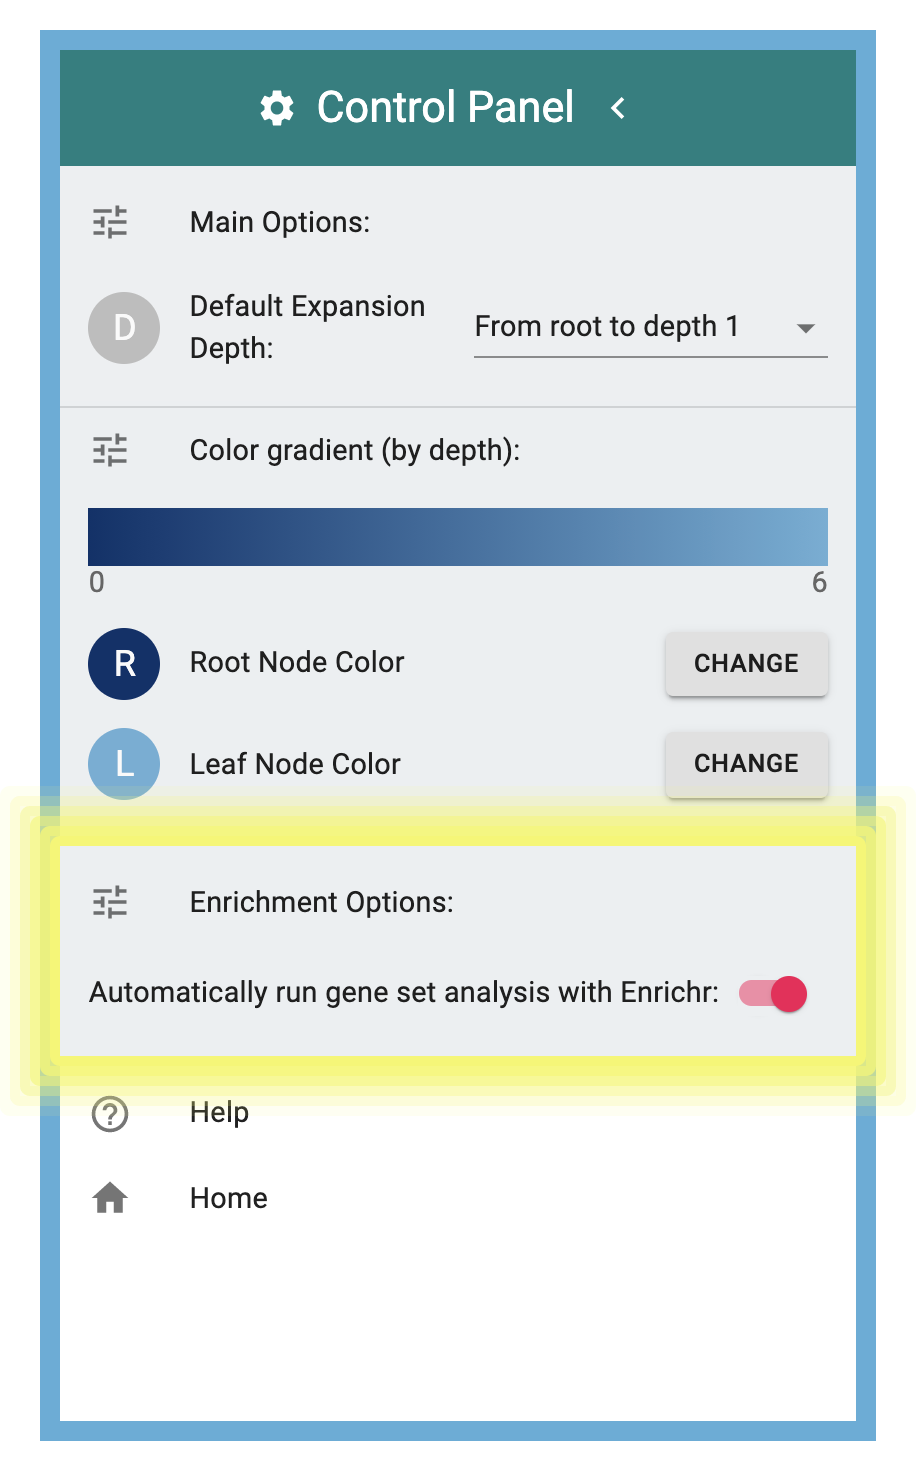 Control Panel
Main Options:
D
Default Expansion
Depth:
From root to depth 1
Color gradient (by depth):
0
6
R
Root Node Color
CHANGE
L
Leaf Node Color
CHANGE
Enrichment Options:
Automatically run gene set analysis with Enrichr:
Help
Home